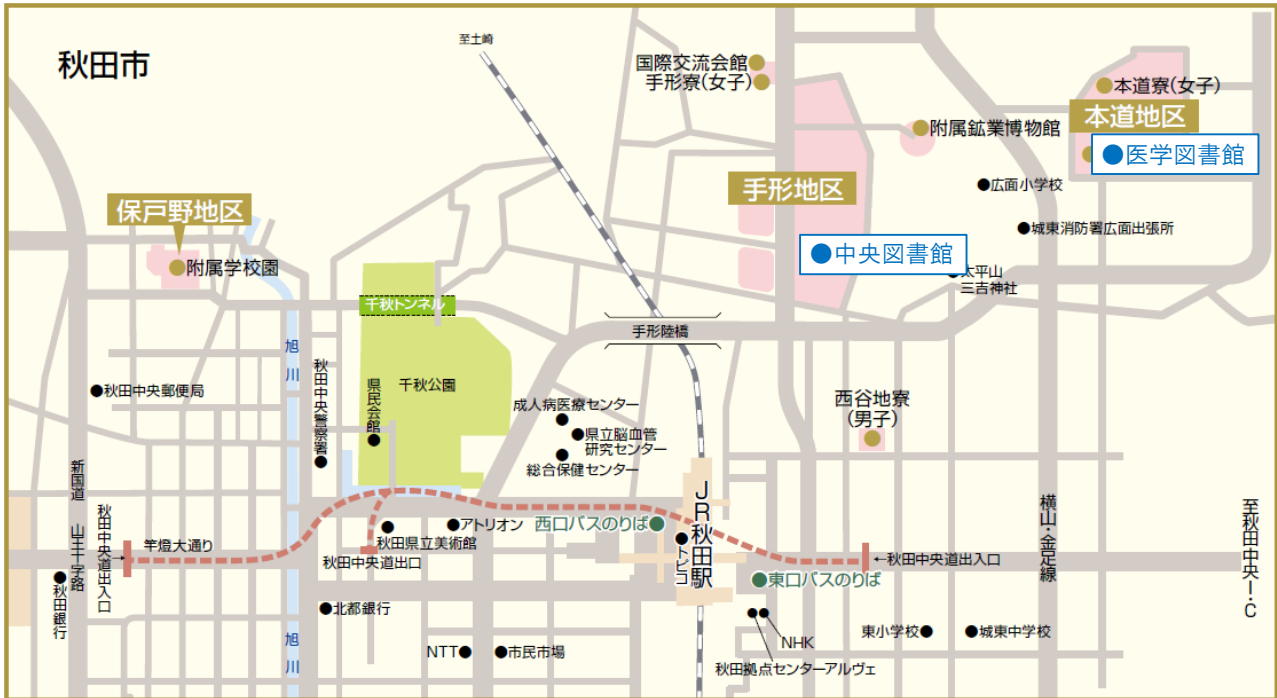 秋田市
至土崎
国際交流会館
手形寮(女子)
本道寮(女子)
附属鉱業博物館
本道地区
医学図書館
広面小学校
手形地区
保戸野地区
城東消防署広面出張所
中央図書館
附属学校園
太平山
三吉神社
千秋トンネル
手形陸橋
旭川
秋田中央警察署
県民会館
千秋公園
秋田中央郵便局
成人病医療センター
県立脳血管
研究センター
総合保健センター
西谷地寮
(男子)
新国道
山王十字路
秋田中央道出入口
竿燈大通り
秋田銀行
アトリオン
秋田県立美術館
秋田中央道出口
西口バスのりば
トピコ
JR秋田駅
←秋田中央道出入口
東口バスのりば
横山・金足線
至秋田中央I・C
北都銀行
旭川
NTT
市民市場
NHK
秋田拠点センターアルヴェ
東小学校
城東中学校